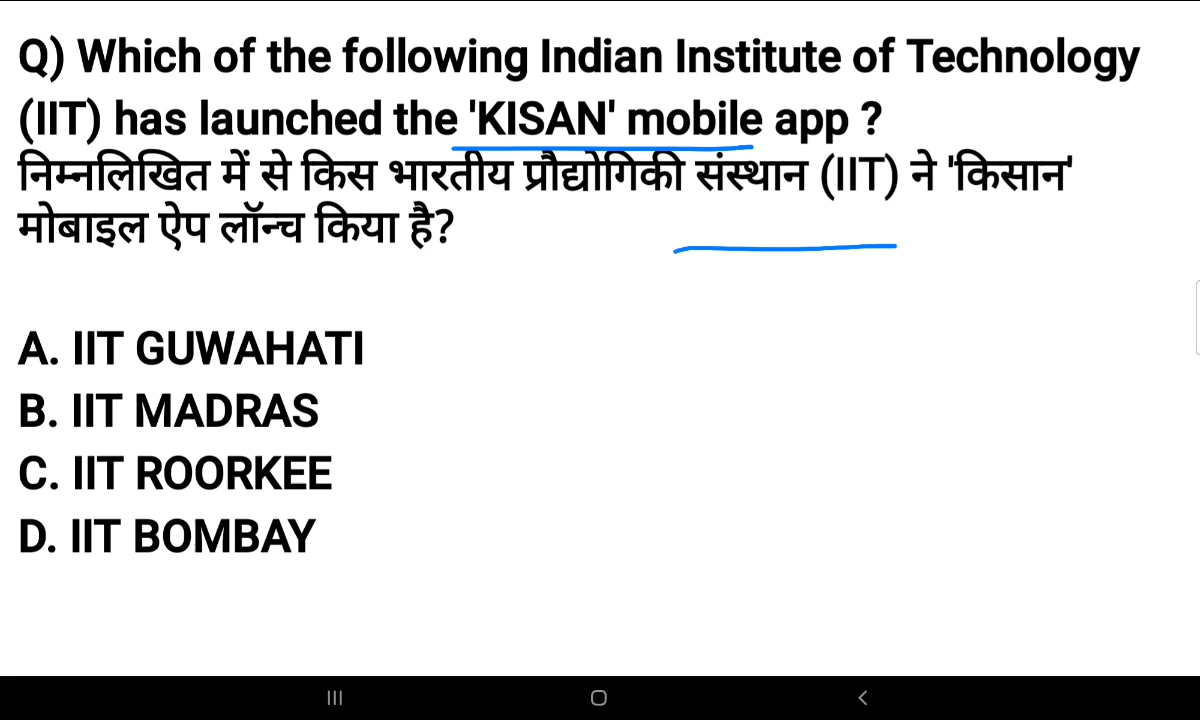 Q) Which of the following Indian Institute of Technology
(IIT) has launched the 'KISAN' mobile app ?
निम्नलिखित में से किस भारतीय प्रौद्योगिकी संस्थान (IIT) ने 'किसान'
मोबाइल ऐप लॉन्च किया है?
A. IIT GUWAHATI
B. IIT MADRAS
C. IIT ROORKEE
D. IIT BOMBAY